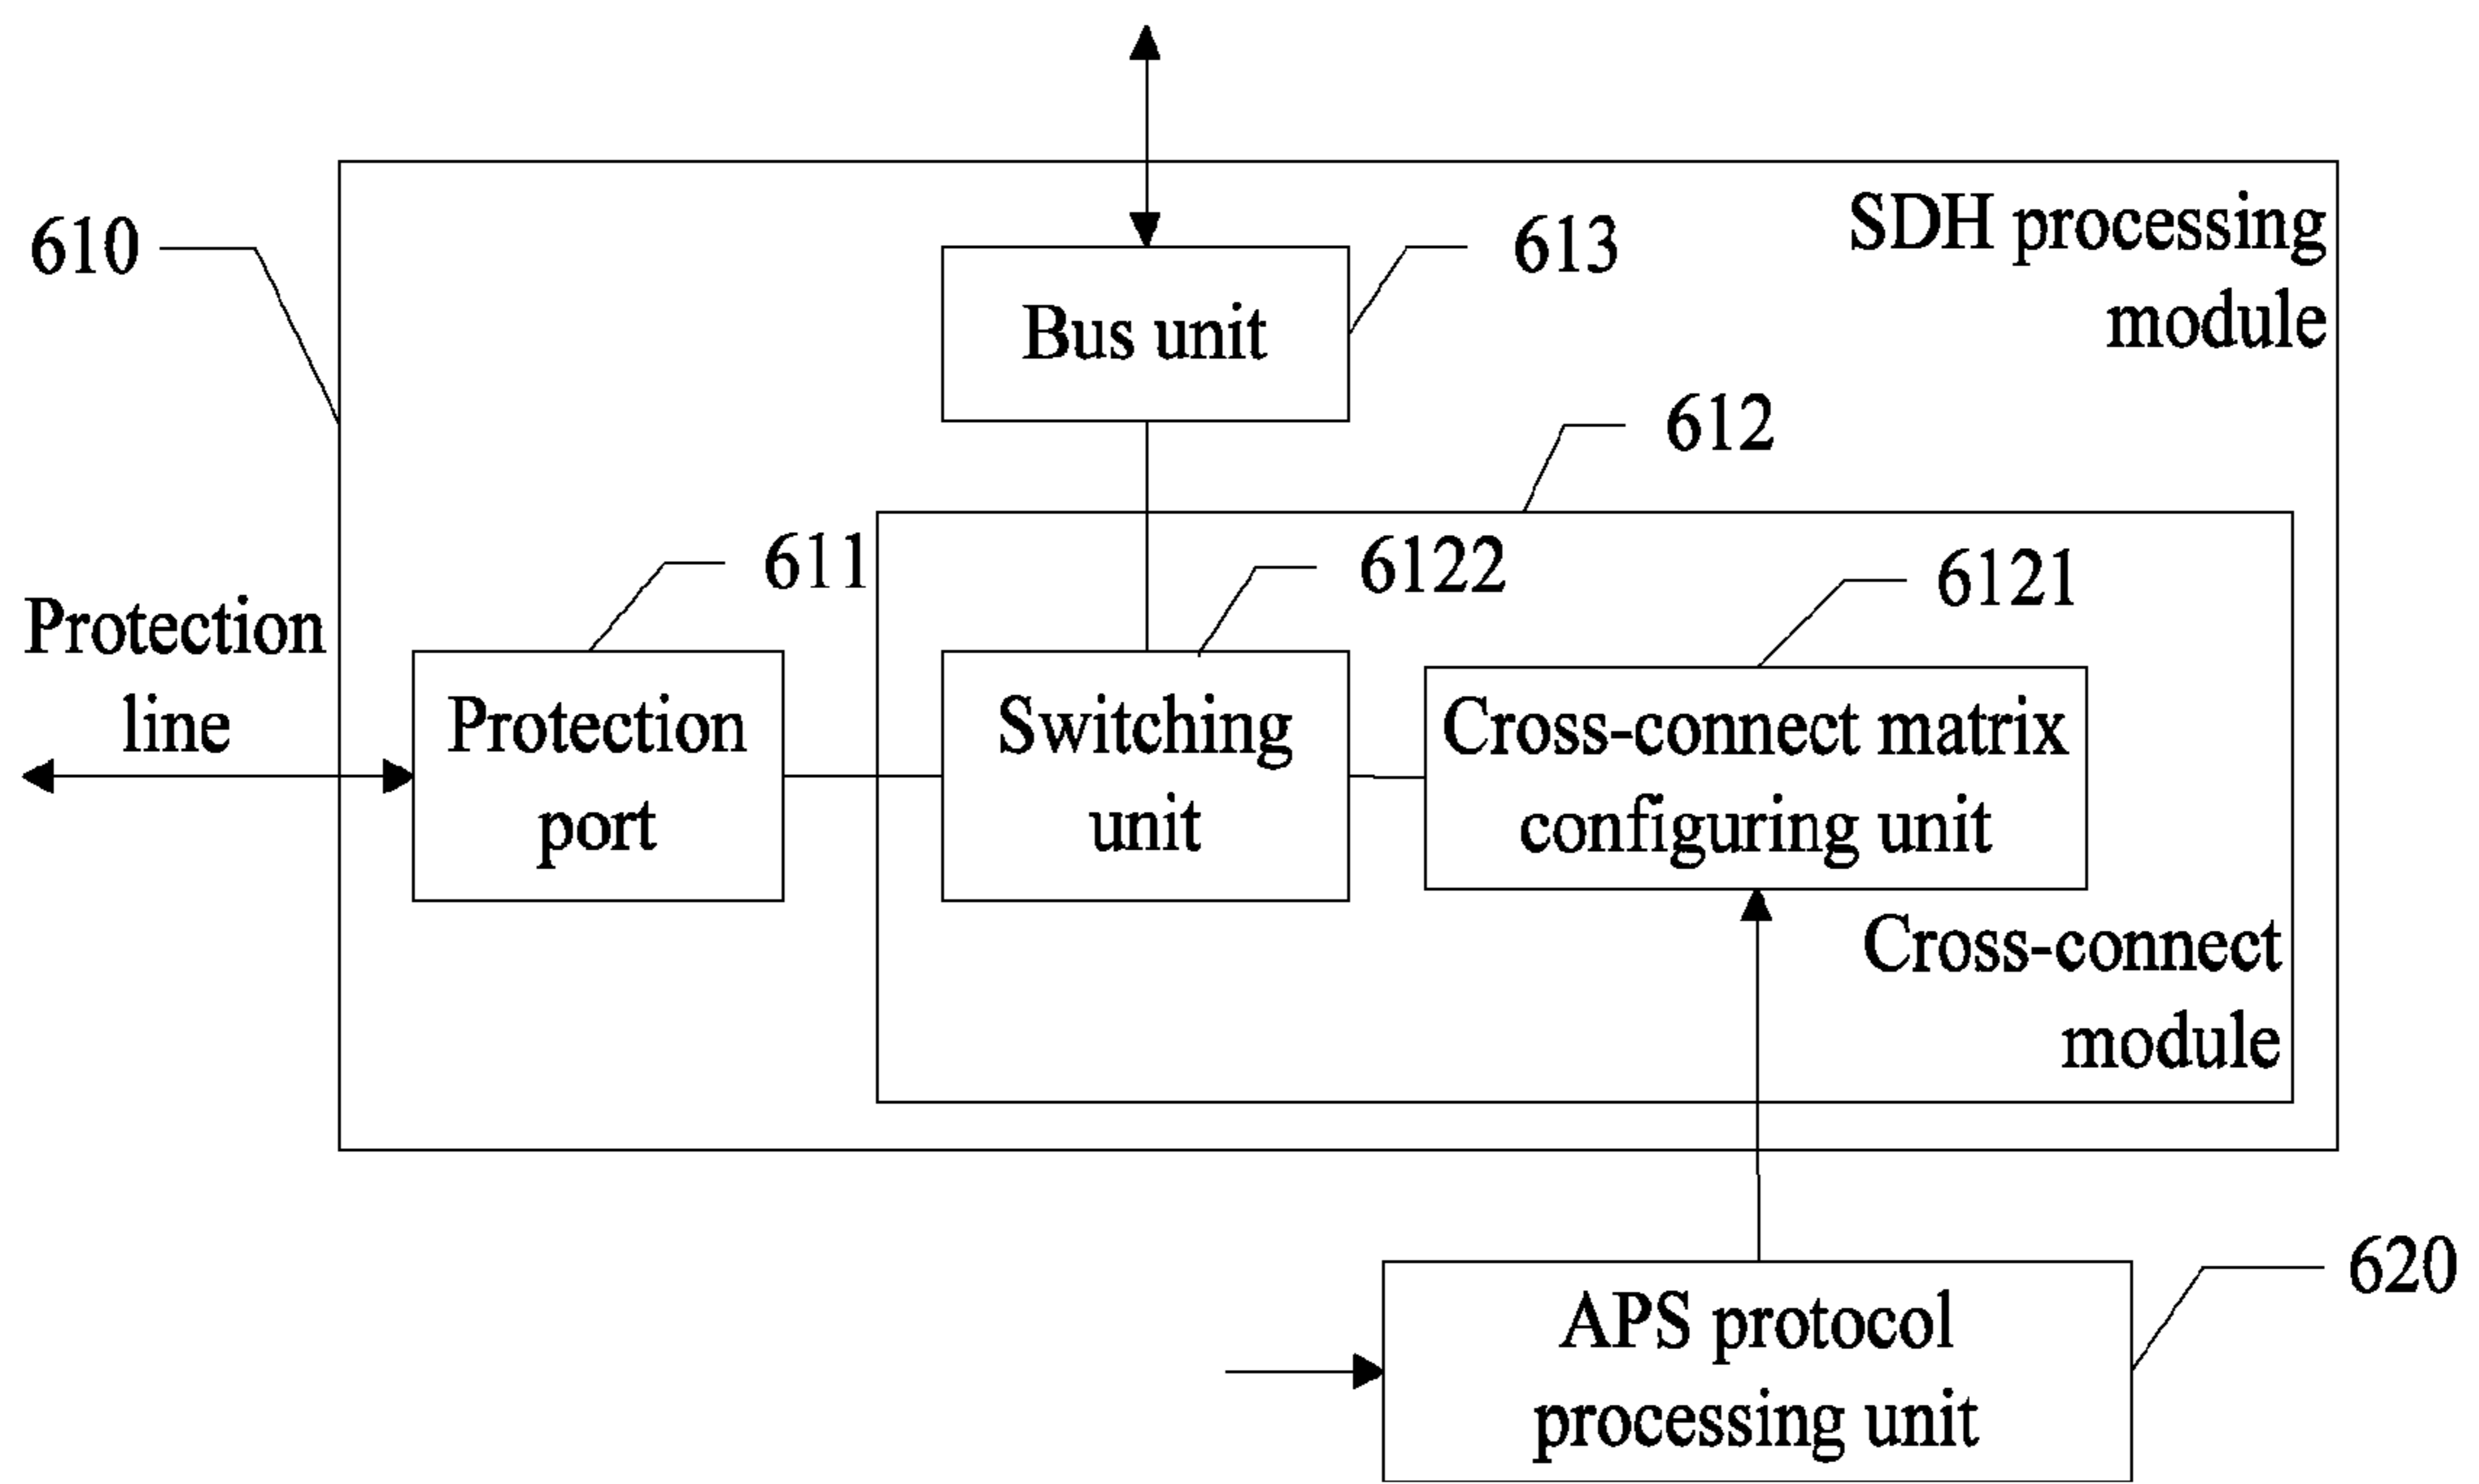 610
613
SDH processing
module
Bus unit
612
611
6122
6121
Protection
line
Protection
port
Switching
unit
Cross-connect matrix
configuring unit
Cross-connect
module
620
APS protocol
processing unit